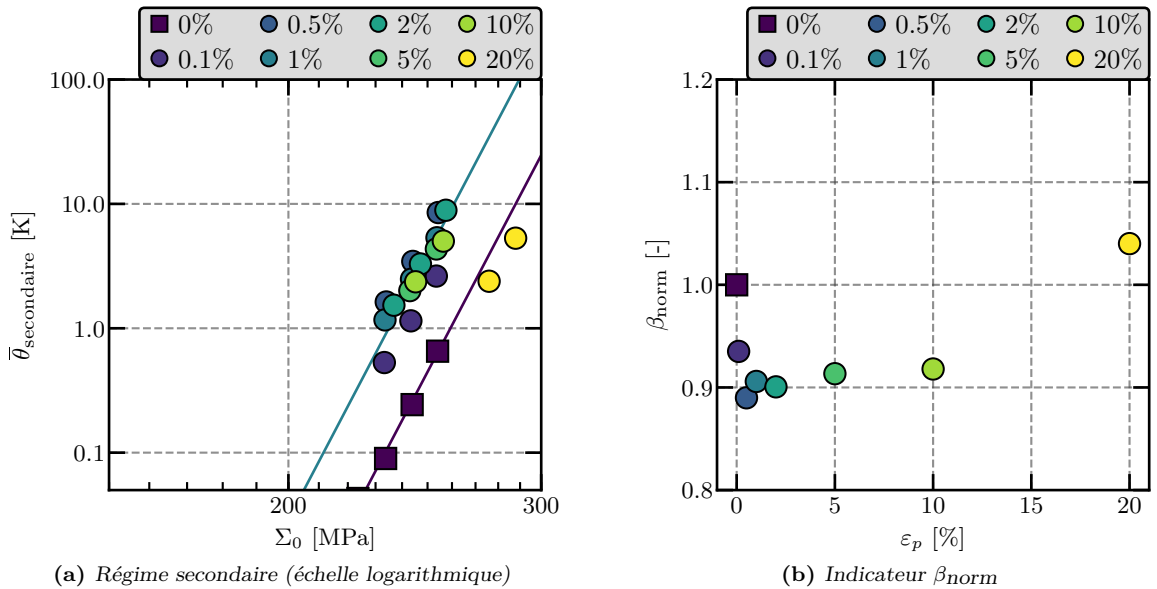 0% 0.5% 2% 10%
0.1% 1% 5% 20%
100.0
10.0
1.0
0.1
θ̅secondaire [K]
200 300
Σ₀ [MPa]
(a) Régime secondaire (échelle logarithmique)
0% 0.5% 2% 10%
0.1% 1% 5% 20%
1.2
1.1
1.0
0.9
0.8
βnorm [-]
0 5 10 15 20
εₚ [%]
(b) Indicateur βnorm